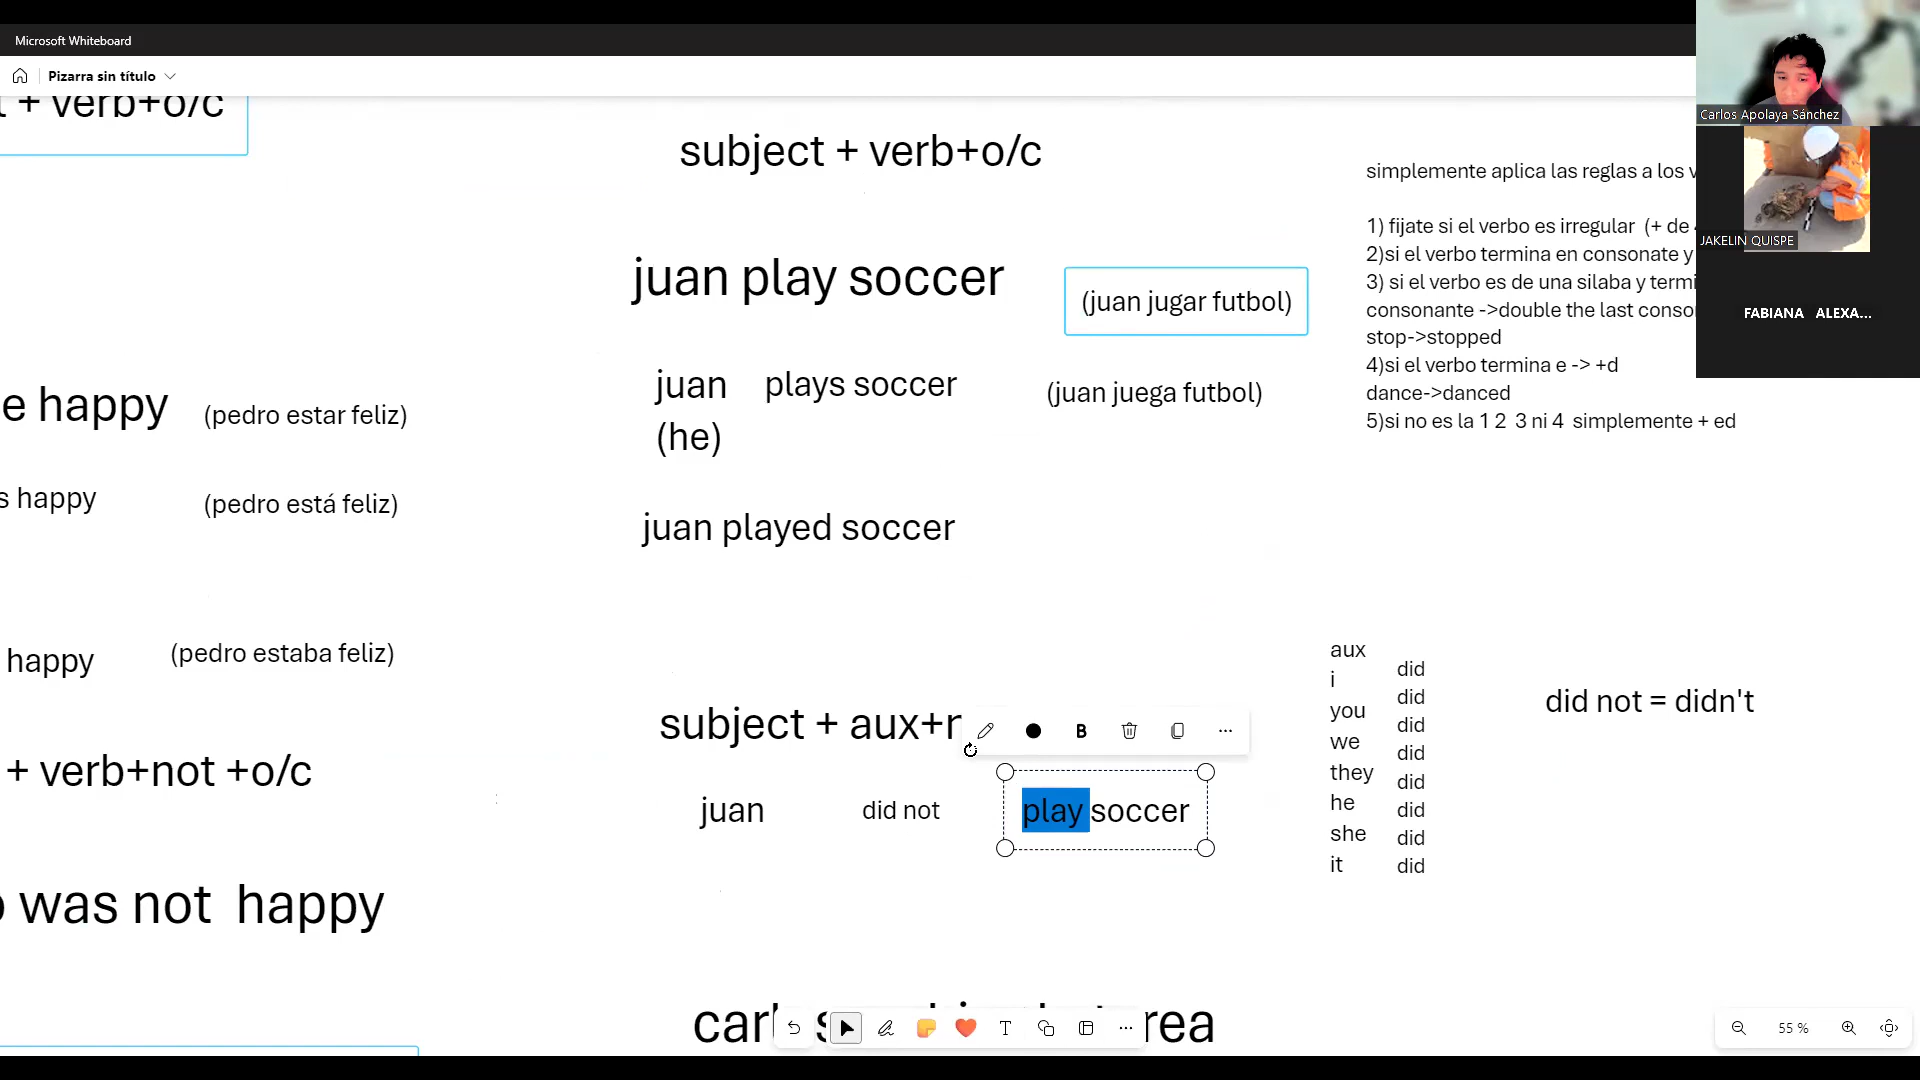 Microsoft Whiteboard
Pizarra sin título
+ verb+o/c
subject + verb+o/c
juan play soccer
(juan jugar futbol)
juan plays soccer
(he)
(juan juega futbol)
juan played soccer
e happy
(pedro estar feliz)
s happy
(pedro está feliz)
happy
(pedro estaba feliz)
+ verb+not +o/c
was not happy
subject + aux+
juan did not play soccer
simplemente aplica las reglas a los v
1) fijate si el verbo es irregular (+ de
2)si el verbo termina en consonate y
3) si el verbo es de una silaba y termi
consonante ->double the last conso
stop->stopped
4)si el verbo termina e -> +d
dance->danced
5)si no es la 1 2 3 ni 4 simplemente + ed
aux
i did
you did
we did
they did
he did
she did
it did
did
did not = didn't
B
T
55 %
Carlos Apolaya Sánchez
JAKELIN QUISPE
FABIANA ALEXA...